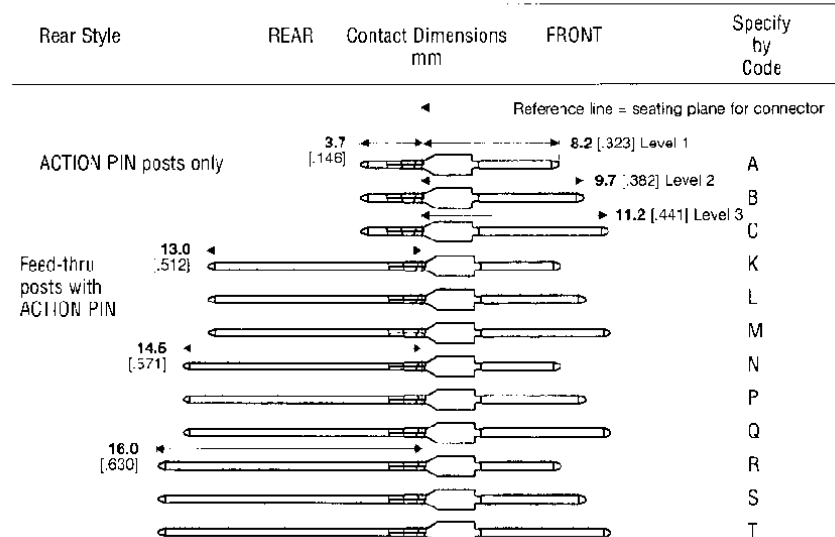 Rear Style REAR Contact Dimensions FRONT Specify
mm by
Code
Reference line = seating plane for connector
3.7 8.2 [.323] Level 1
[.146]
ACTION PIN posts only A
9.7 [.382] Level 2
B
11.2 [.441] Level 3
C
13.0
[.512]
Feed-thru K
posts with L
ACTION PIN
M
14.5
[.571] N
P
Q
16.0
[.630] R
S
T